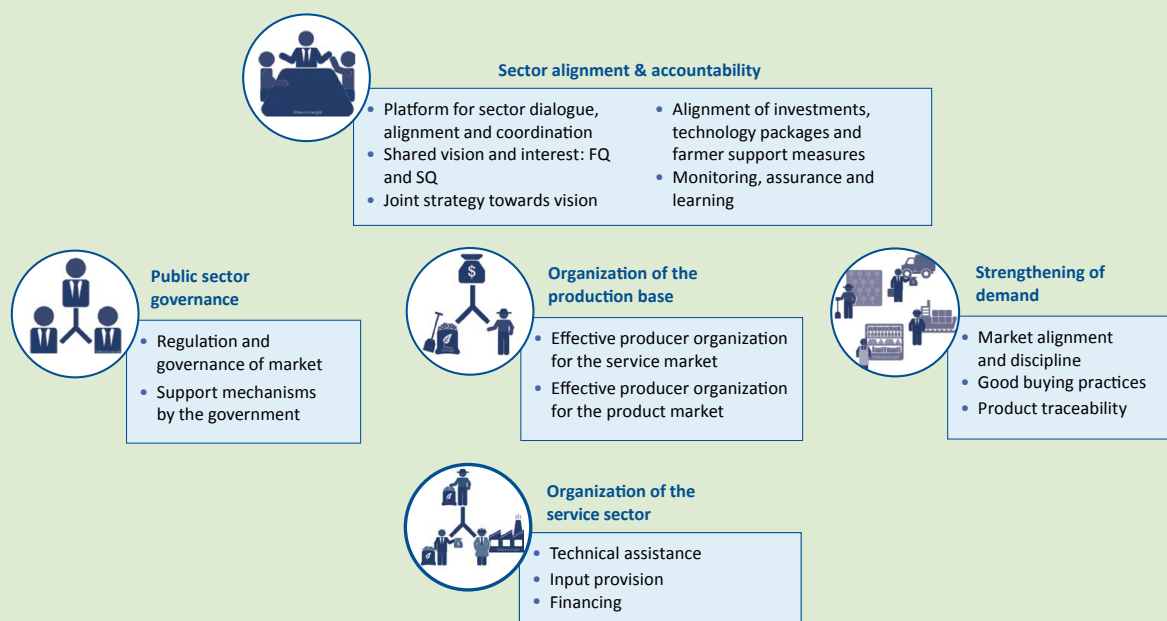 Sector alignment & accountability
• Platform for sector dialogue,
alignment and coordination
• Shared vision and interest: FQ
and SQ
• Joint strategy towards vision
• Alignment of investments,
technology packages and
farmer support measures
• Monitoring, assurance and
learning
Public sector
governance
• Regulation and
governance of market
• Support mechanisms
by the government
Organization of the
production base
• Effective producer organization
for the service market
• Effective producer organization
for the product market
$
Strengthening of
demand
• Market alignment
and discipline
• Good buying practices
• Product traceability
Organization of the
service sector
• Technical assistance
• Input provision
• Financing